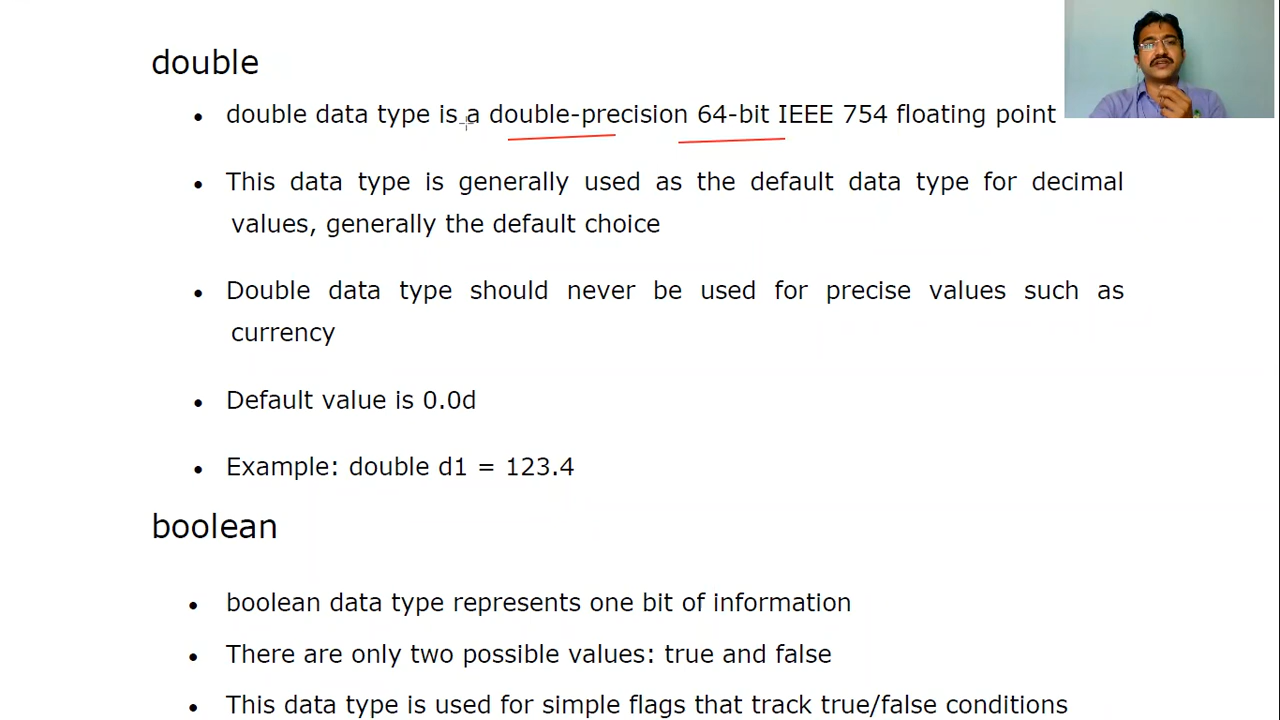 double
• double data type is a double-precision 64-bit IEEE 754 floating point
• This data type is generally used as the default data type for decimal
values, generally the default choice
• Double data type should never be used for precise values such as
currency
• Default value is 0.0d
• Example: double d1 = 123.4
boolean
• boolean data type represents one bit of information
• There are only two possible values: true and false
• This data type is used for simple flags that track true/false conditions